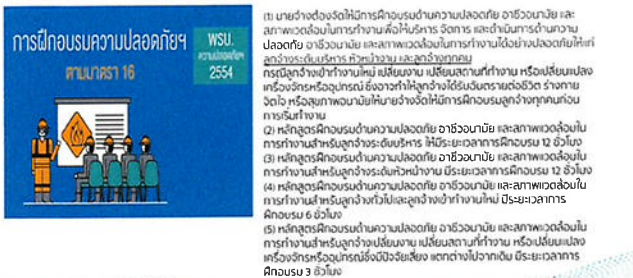 การฝึกอบรมความปลอดภัยฯ
ตามมาตรา 16
พรบ.
ความปลอดภัยฯ
2554
(1) นายจ้างต้องจัดให้มีการฝึกอบรมด้านความปลอดภัย อาชีวอนามัย และ
สภาพแวดล้อมในการทำงานเพื่อให้บริหาร จัดการ และดำเนินการด้านความ
ปลอดภัย อาชีวอนามัย และสภาพแวดล้อมในการทำงานได้อย่างปลอดภัยให้แก่
ลูกจ้างระดับบริหาร หัวหน้างาน และลูกจ้างทุกคน
กรณีลูกจ้างเข้าทำงานใหม่ เปลี่ยนงาน เปลี่ยนสถานที่ทำงาน หรือเปลี่ยนแปลง
เครื่องจักรหรืออุปกรณ์ ซึ่งอาจทำให้ลูกจ้างได้รับอันตรายต่อชีวิต ร่างกาย
จิตใจ หรือสุขภาพอนามัยให้นายจ้างจัดให้มีการฝึกอบรมลูกจ้างทุกคนก่อน
การเริ่มทำงาน
(2) หลักสูตรฝึกอบรมด้านความปลอดภัย อาชีวอนามัย และสภาพแวดล้อมใน
การทำงานสำหรับลูกจ้างระดับบริหาร ให้มีระยะเวลาการฝึกอบรม 12 ชั่วโมง
(3) หลักสูตรฝึกอบรมด้านความปลอดภัย อาชีวอนามัย และสภาพแวดล้อมใน
การทำงานสำหรับลูกจ้างระดับหัวหน้างาน มีระยะเวลาการฝึกอบรม 12 ชั่วโมง
(4) หลักสูตรฝึกอบรมด้านความปลอดภัย อาชีวอนามัย และสภาพแวดล้อมใน
การทำงานสำหรับลูกจ้างทั่วไปและลูกจ้างเข้าทำงานใหม่ มีระยะเวลาการ
ฝึกอบรม 6 ชั่วโมง
(5) หลักสูตรฝึกอบรมด้านความปลอดภัย อาชีวอนามัย และสภาพแวดล้อมใน
การทำงานสำหรับลูกจ้างเปลี่ยนงาน เปลี่ยนสถานที่ทำงาน หรือเปลี่ยนแปลง
เครื่องจักรหรืออุปกรณ์ซึ่งมีปัจจัยเสี่ยง แตกต่างไปจากเดิม มีระยะเวลาการ
ฝึกอบรม 3 ชั่วโมง